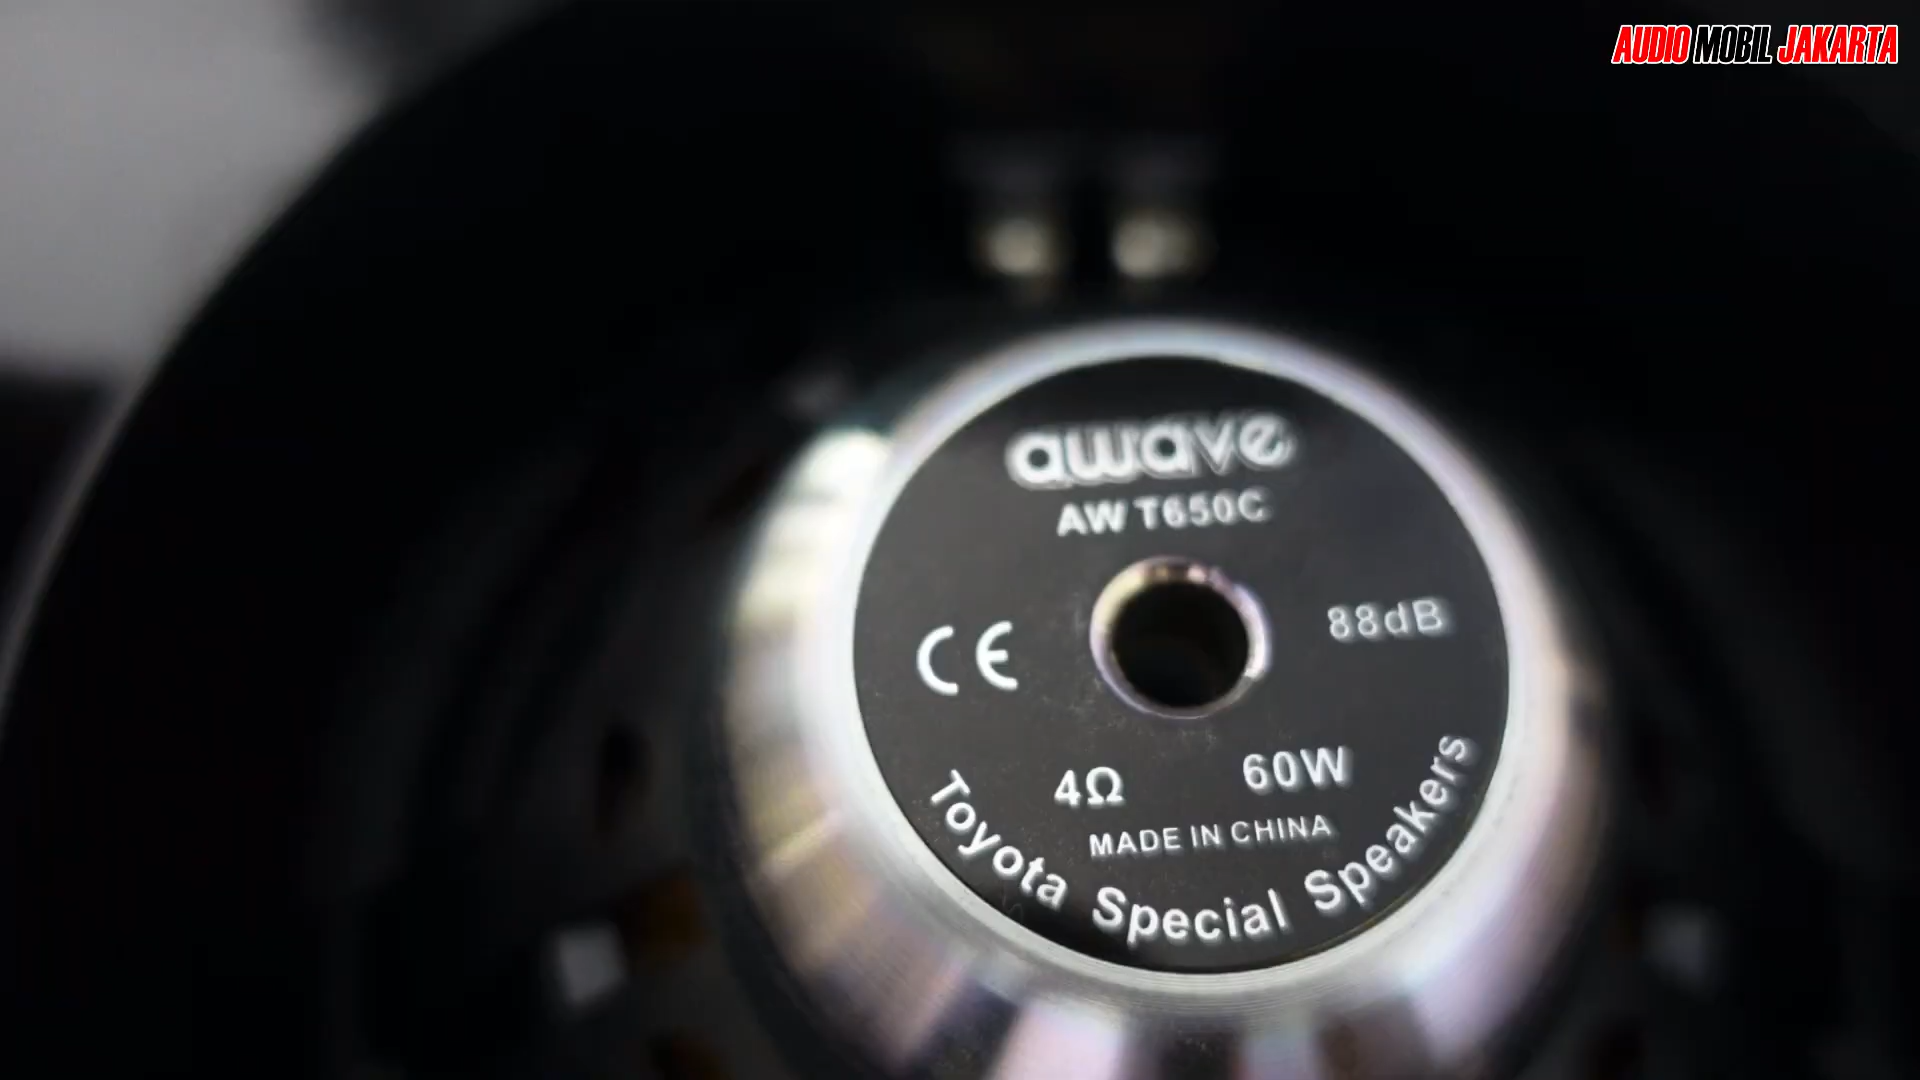 AUDIO MOBIL JAKARTA
awave
AW T650C
88dB
CE
4Ω 60W
MADE IN CHINA
Toyota Special Speakers